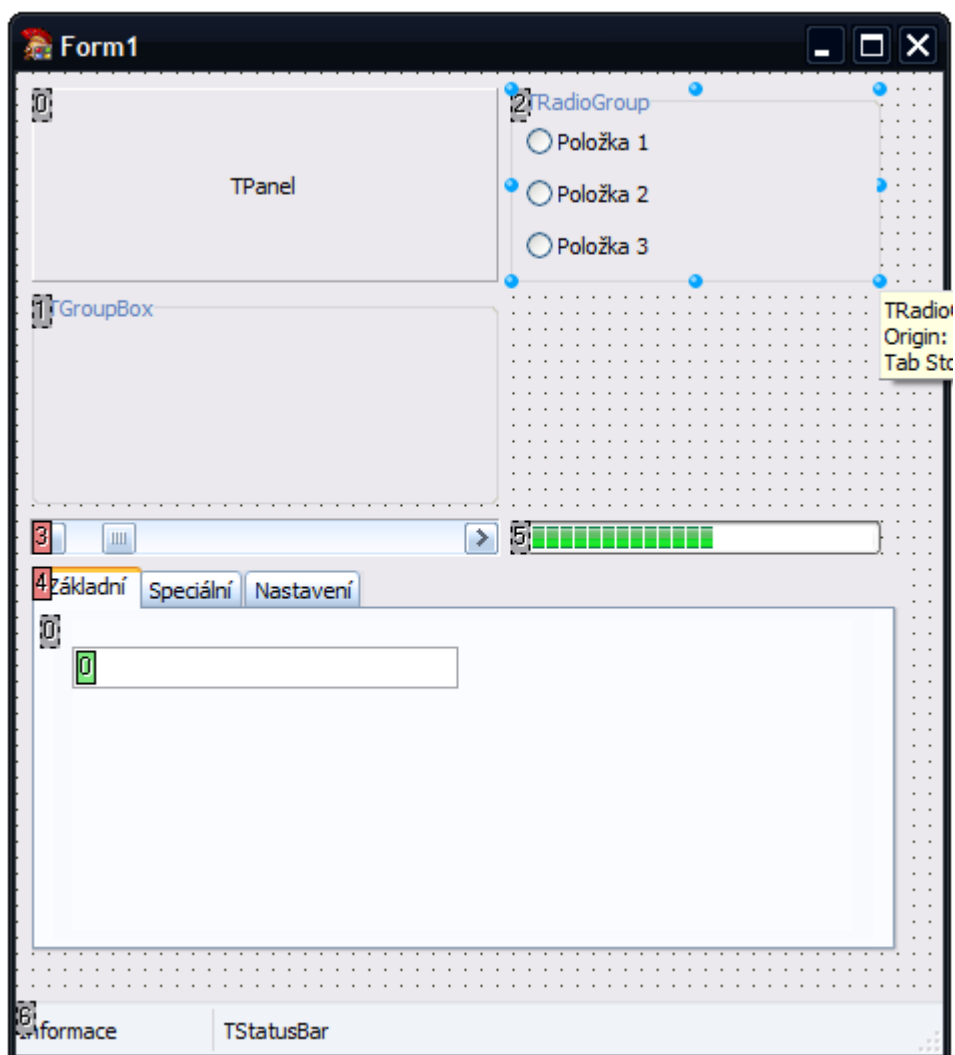 Form1
0
TPanel
2
TRadioGroup
Položka 1
Položka 2
Položka 3
1
TGroupBox
Origin:
3
5
4
Základní
Speciální
Nastavení
0
0
6
TStatusBar